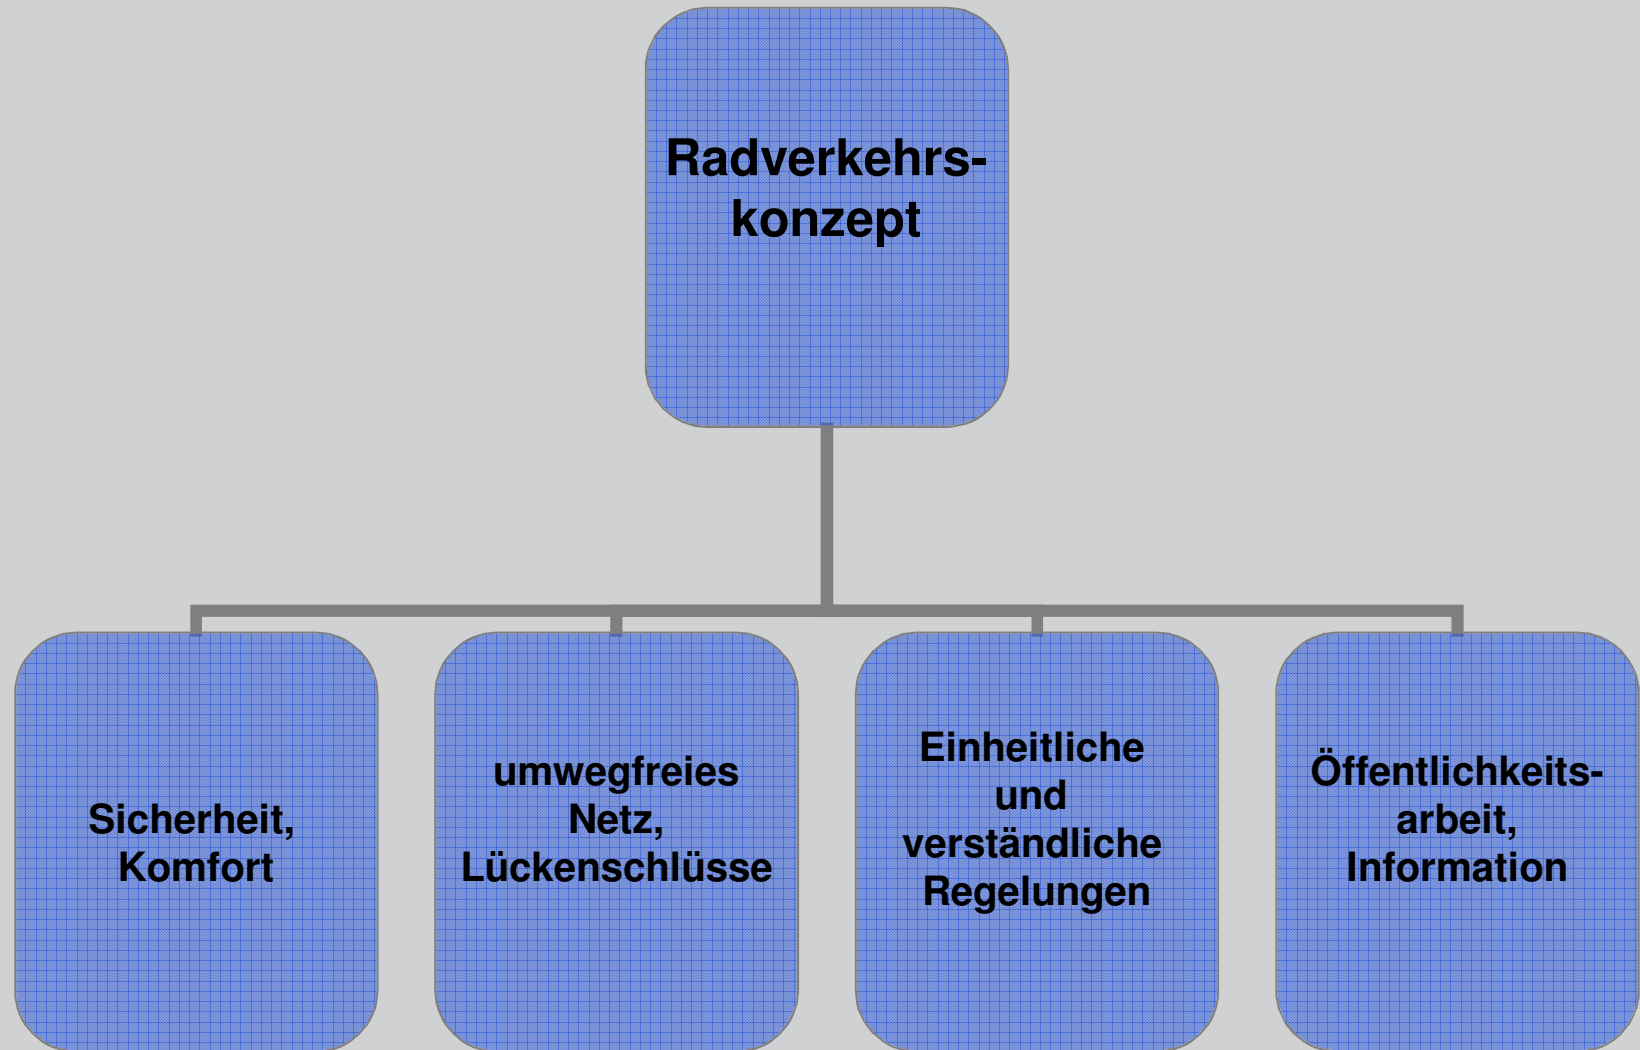 Radverkehrs-
konzept
Sicherheit,
Komfort
umwegfreies
Netz,
Lückenschlüsse
Einheitliche
und
verständliche
Regelungen
Öffentlichkeits-
arbeit,
Information